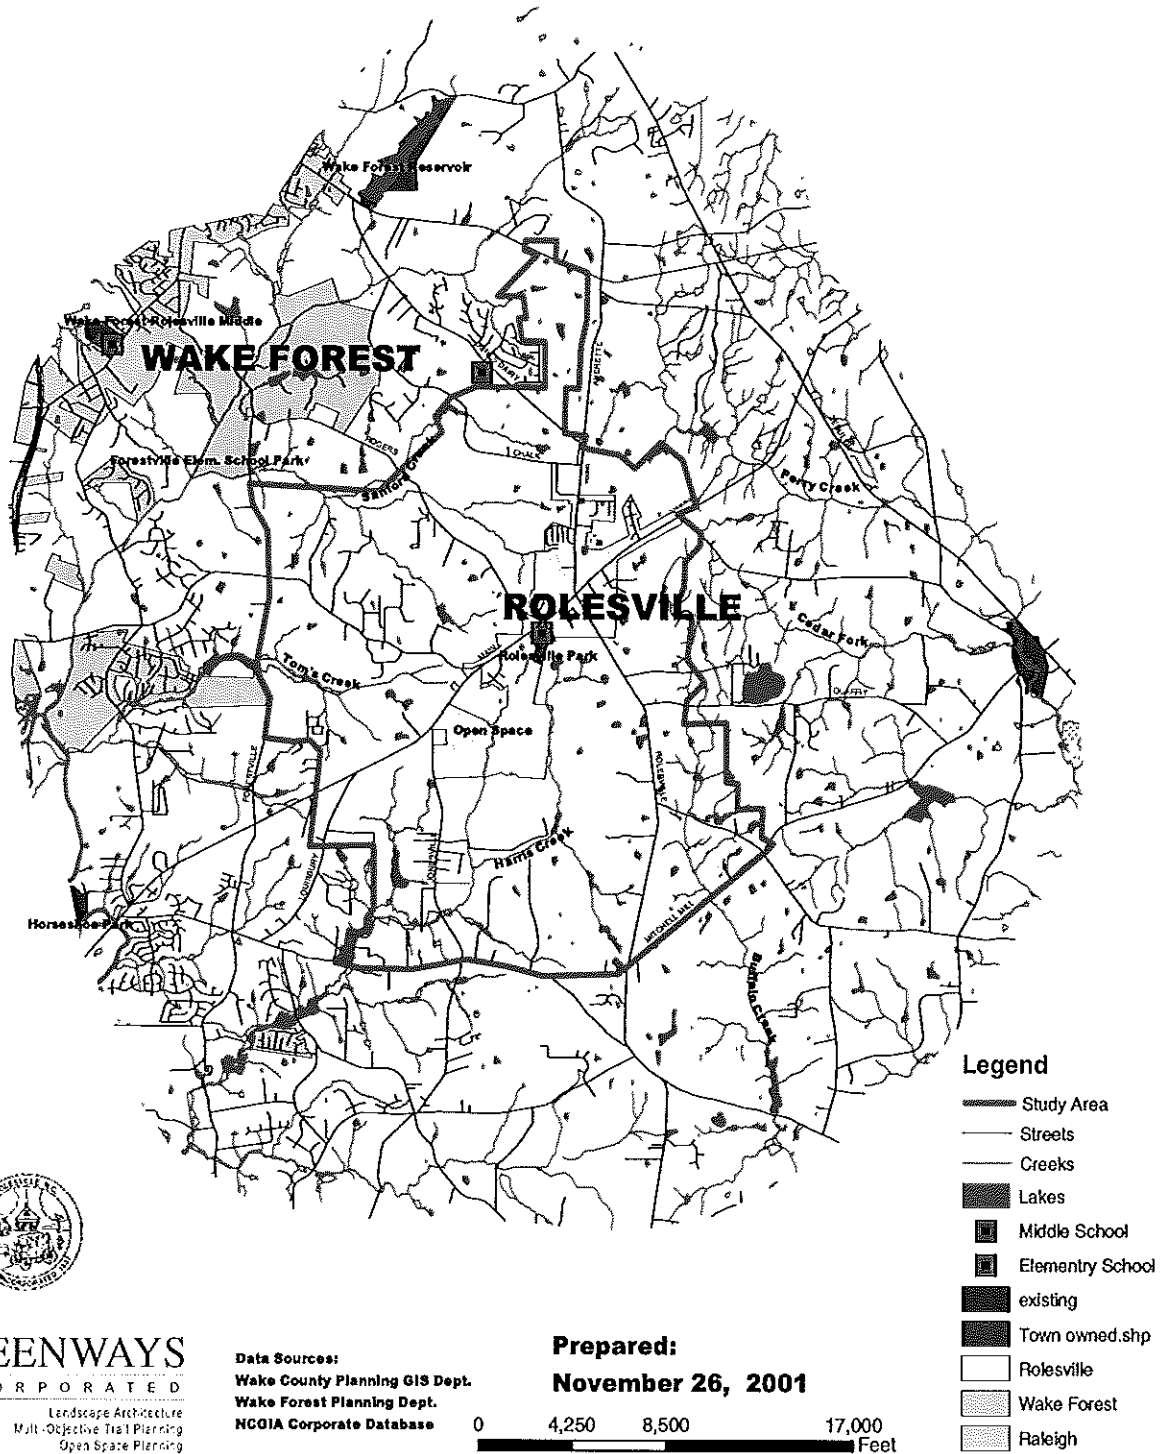 Wake Forest Reservoir
Wake Forest-Rolesville Middle
WAKE FOREST
ROGERS
Sanford Creek
Forestville Elem. School Park
Perry Creek
ROLESVILLE
Rolesville Park
Cedar Fork
Tom's Creek
QUARRY
Open Space
ROLESVILLE
Harris Creek
MITCHELL MILL
Horseshoe Park
Buffalo Creek
Legend
Study Area
Streets
Creeks
Lakes
Middle School
Elementry School
existing
Town owned.shp
Rolesville
Wake Forest
Raleigh
EENWAYS
ORPORATED
Landscape Architecture
Multi-Objective Trail Planning
Open Space Planning
Data Sources:
Wake County Planning GIS Dept.
Wake Forest Planning Dept.
NCGIA Corporate Database
Prepared:
November 26, 2001
0 4,250 8,500 17,000
Feet